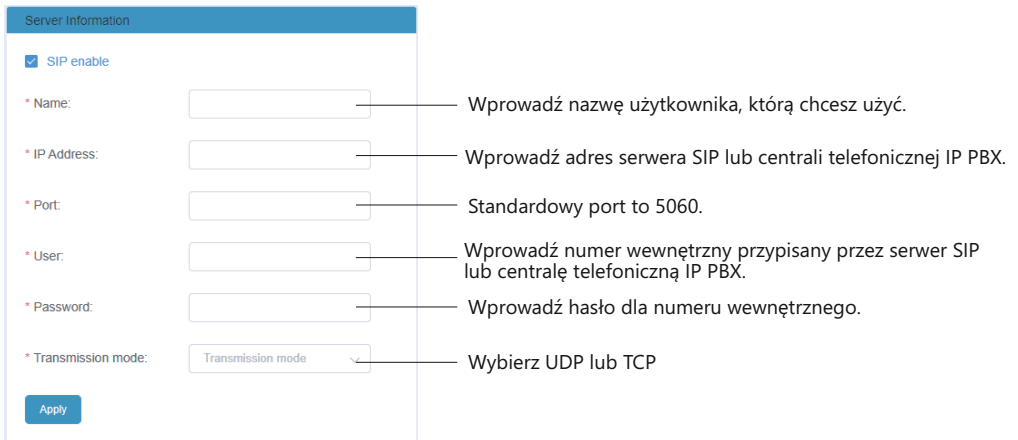 Server Information
SIP enable
* Name:
Wprowadź nazwę użytkownika, którą chcesz użyć.
* IP Address:
Wprowadź adres serwera SIP lub centrali telefonicznej IP PBX.
* Port:
Standardowy port to 5060.
* User:
Wprowadź numer wewnętrzny przypisany przez serwer SIP
lub centralę telefoniczną IP PBX.
* Password:
Wprowadź hasło dla numeru wewnętrznego.
* Transmission mode:
Transmission mode
Wybierz UDP lub TCP
Apply